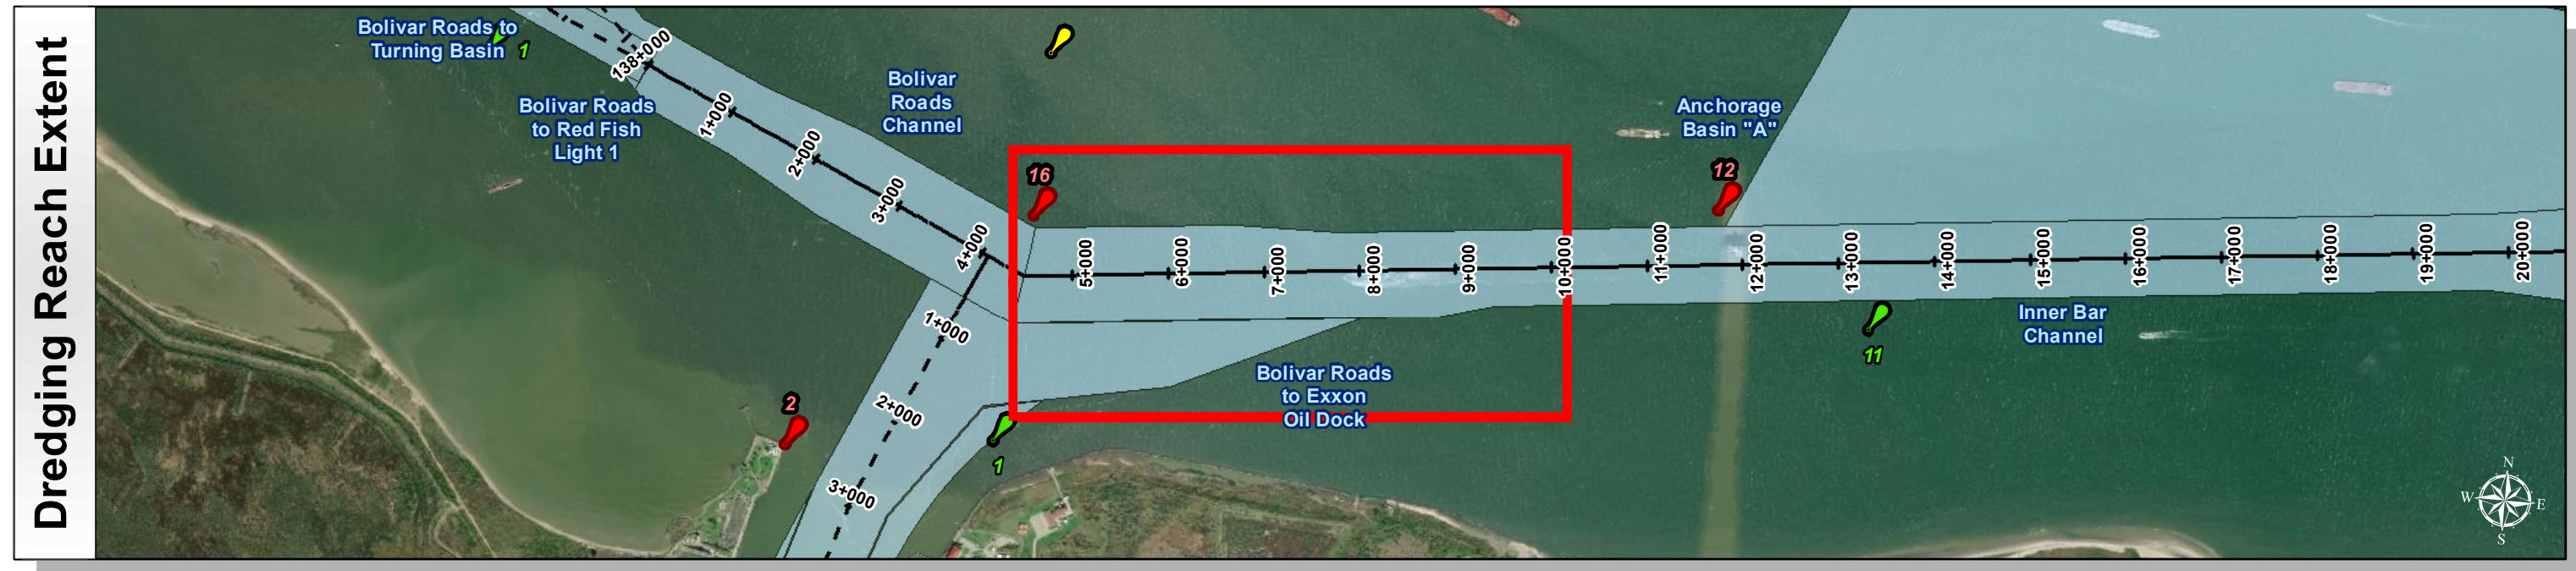 Dredging Reach Extent
Bolivar Roads to
Turning Basin
1
138+000
Bolivar Roads
to Red Fish
Light 1
1+000
2+000
3+000
4+000
Bolivar
Roads
Channel
16
Anchorage
Basin "A"
12
5+000
6+000
7+000
8+000
9+000
10+000
11+000
12+000
13+000
14+000
15+000
16+000
17+000
18+000
19+000
20+000
1+000
2+000
3+000
2
1
Bolivar Roads
to Exxon
Oil Dock
11
Inner Bar
Channel
N
W
E
S